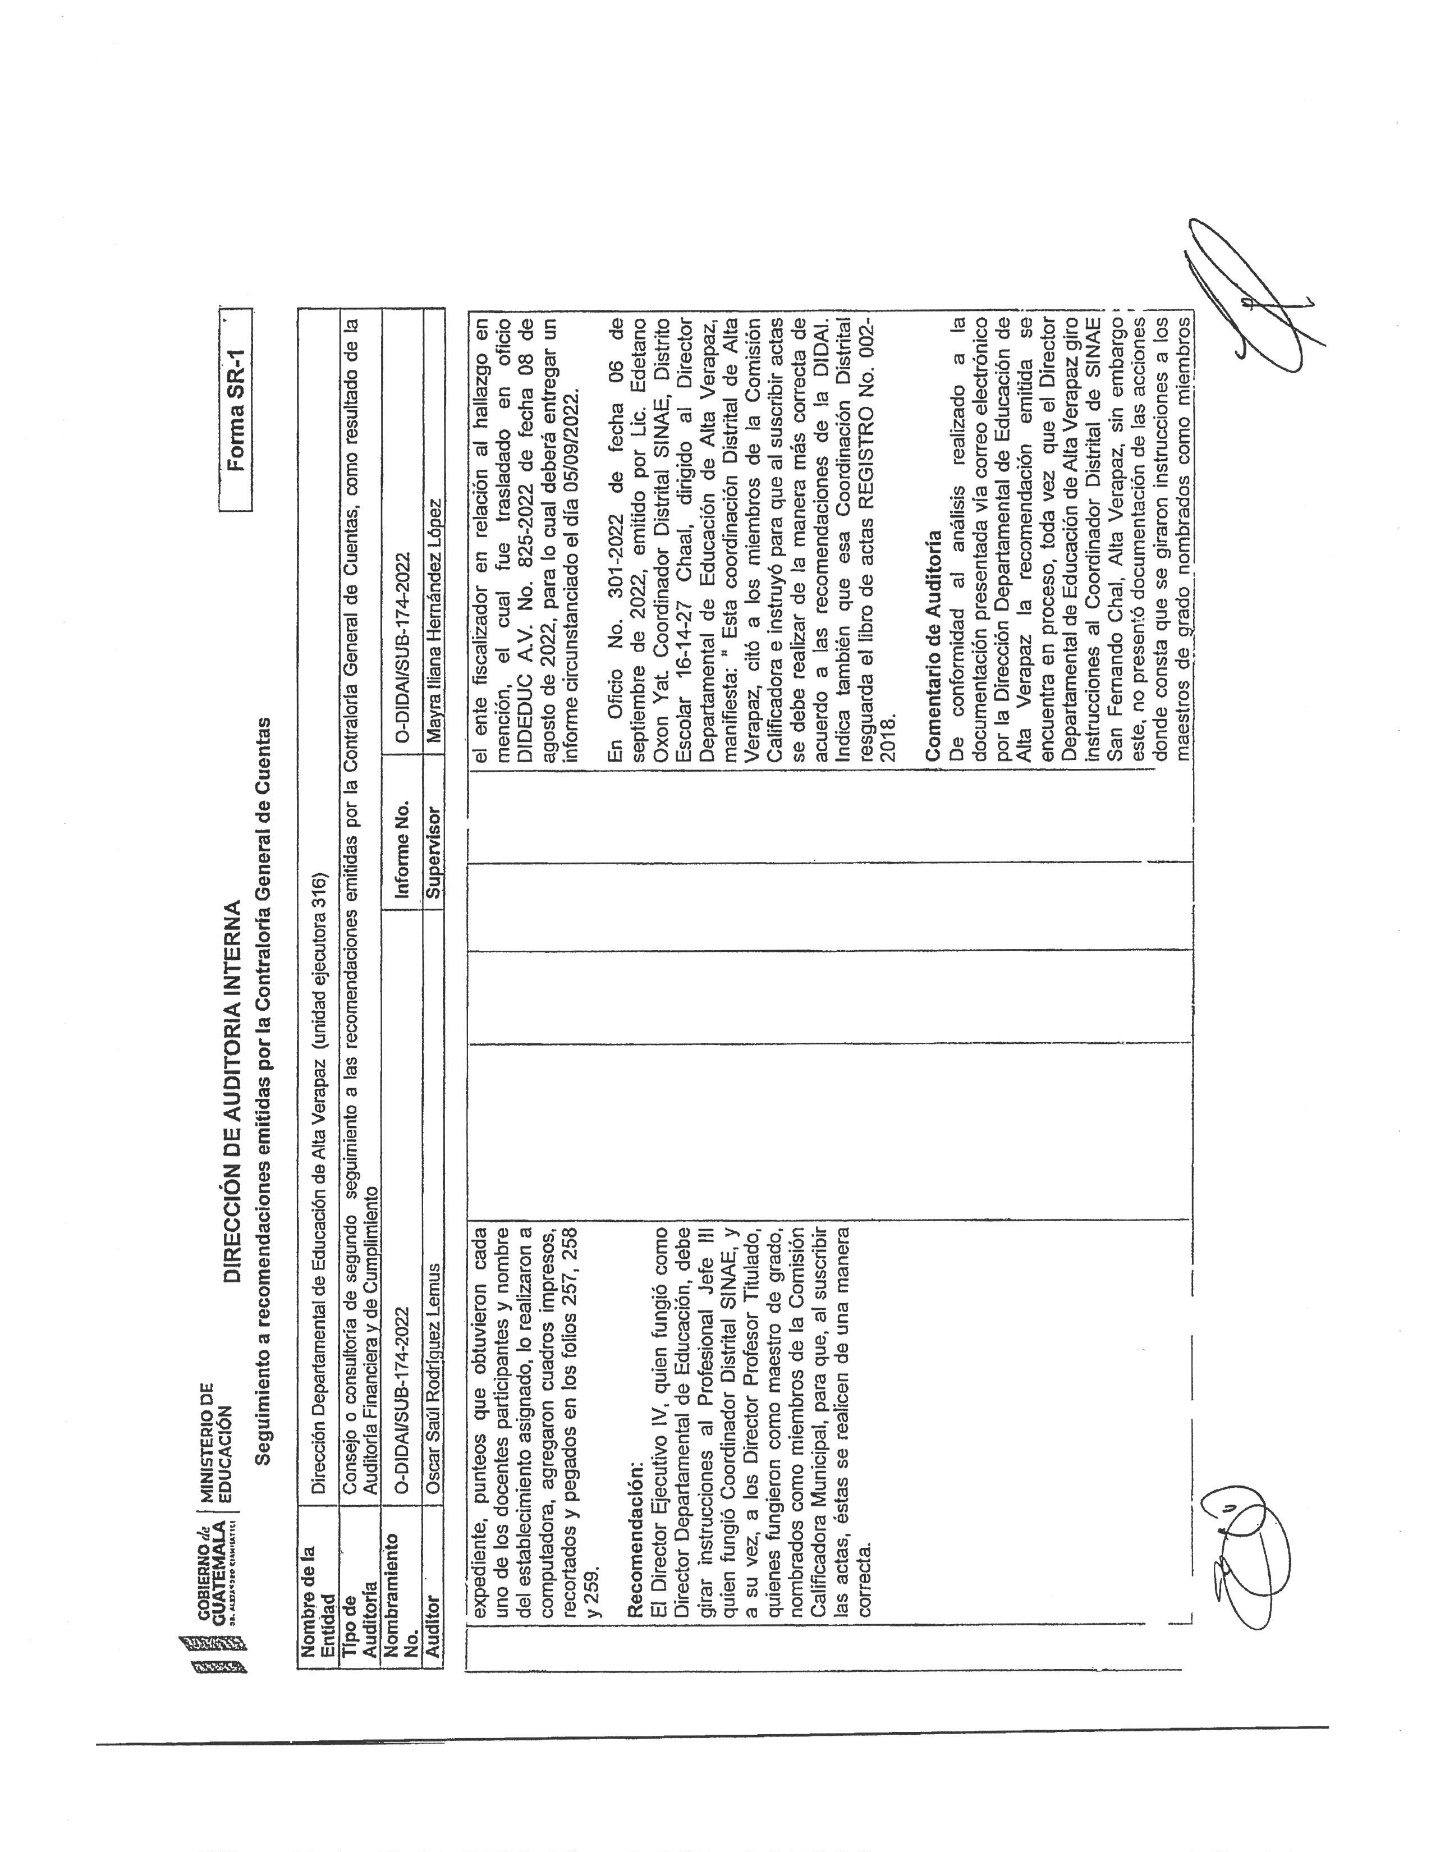 GOBIERNO de
GUATEMALA
DR. ALEJANDRO GIAMMATTEI
MINISTERIO DE
EDUCACIÓN
DIRECCIÓN DE AUDITORIA INTERNA
Forma SR-1
Seguimiento a recomendaciones emitidas por la Contraloría General de Cuentas
Nombre de la
Entidad
Dirección Departamental de Educación de Alta Verapaz (unidad ejecutora 316)
Tipo de
Auditoría
Consejo o consultoría de segundo seguimiento a las recomendaciones emitidas por la Contraloría General de Cuentas, como resultado de la
Auditoría Financiera y de Cumplimiento
Nombramiento
No.
O-DIDAI/SUB-174-2022
Informe No.
O-DIDAI/SUB-174-2022
Auditor
Oscar Saúl Rodríguez Lemus
Supervisor
Mayra Iliana Hernández López
expediente, punteos que obtuvieron cada
uno de los docentes participantes y nombre
del establecimiento asignado, lo realizaron a
computadora, agregaron cuadros impresos,
recortados y pegados en los folios 257, 258
y 259.
Recomendación:
El Director Ejecutivo IV, quien fungió como
Director Departamental de Educación, debe
girar instrucciones al Profesional Jefe III
quien fungió Coordinador Distrital SINAE, y
a su vez, a los Director Profesor Titulado,
quienes fungieron como maestro de grado,
nombrados como miembros de la Comisión
Calificadora Municipal, para que, al suscribir
las actas, éstas se realicen de una manera
correcta.
el ente fiscalizador en relación al hallazgo en
mención, el cual fue trasladado en oficio
DIDEDUC A.V. No. 825-2022 de fecha 08 de
agosto de 2022, para lo cual deberá entregar un
informe circunstanciado el día 05/09/2022.
En Oficio No. 301-2022 de fecha 06 de
septiembre de 2022, emitido por Lic. Edetano
Oxon Yat. Coordinador Distrital SINAE, Distrito
Escolar 16-14-27 Chaal, dirigido al Director
Departamental de Educación de Alta Verapaz,
manifiesta: " Esta coordinación Distrital de Alta
Verapaz, citó a los miembros de la Comisión
Calificadora e instruyó para que al suscribir actas
se debe realizar de la manera más correcta de
acuerdo a las recomendaciones de la DIDAI.
Indica también que esa Coordinación Distrital
resguarda el libro de actas REGISTRO No. 002-
2018.
Comentario de Auditoría
De conformidad al análisis realizado a la
documentación presentada vía correo electrónico
por la Dirección Departamental de Educación de
Alta Verapaz la recomendación emitida se
encuentra en proceso, toda vez que el Director
Departamental de Educación de Alta Verapaz giro
instrucciones al Coordinador Distrital de SINAE
San Fernando Chal, Alta Verapaz, sin embargo
este, no presentó documentación de las acciones
donde consta que se giraron instrucciones a los
maestros de grado nombrados como miembros